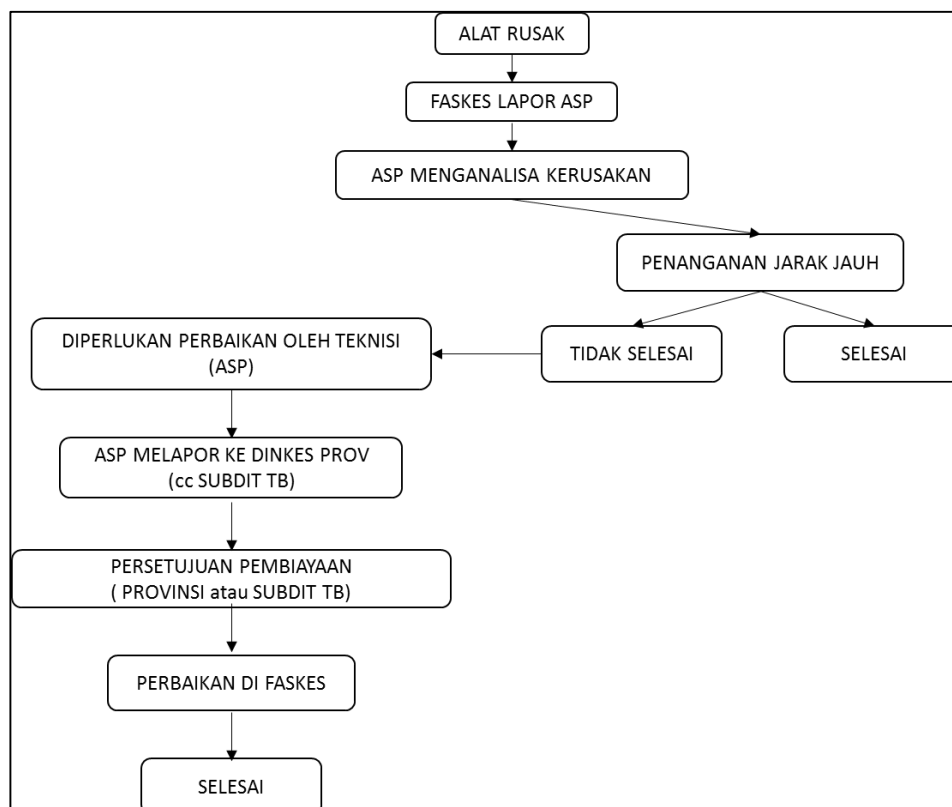 ALAT RUSAK
FASKES LAPOR ASP
ASP MENGANALISA KERUSAKAN
PENANGANAN JARAK JAUH
TIDAK SELESAI
SELESAI
DIPERLUKAN PERBAIKAN OLEH TEKNISI
(ASP)
ASP MELAPOR KE DINKES PROV
(cc SUBDIT TB)
PERSETUJUAN PEMBIAYAAN
( PROVINSI atau SUBDIT TB)
PERBAIKAN DI FASKES
SELESAI